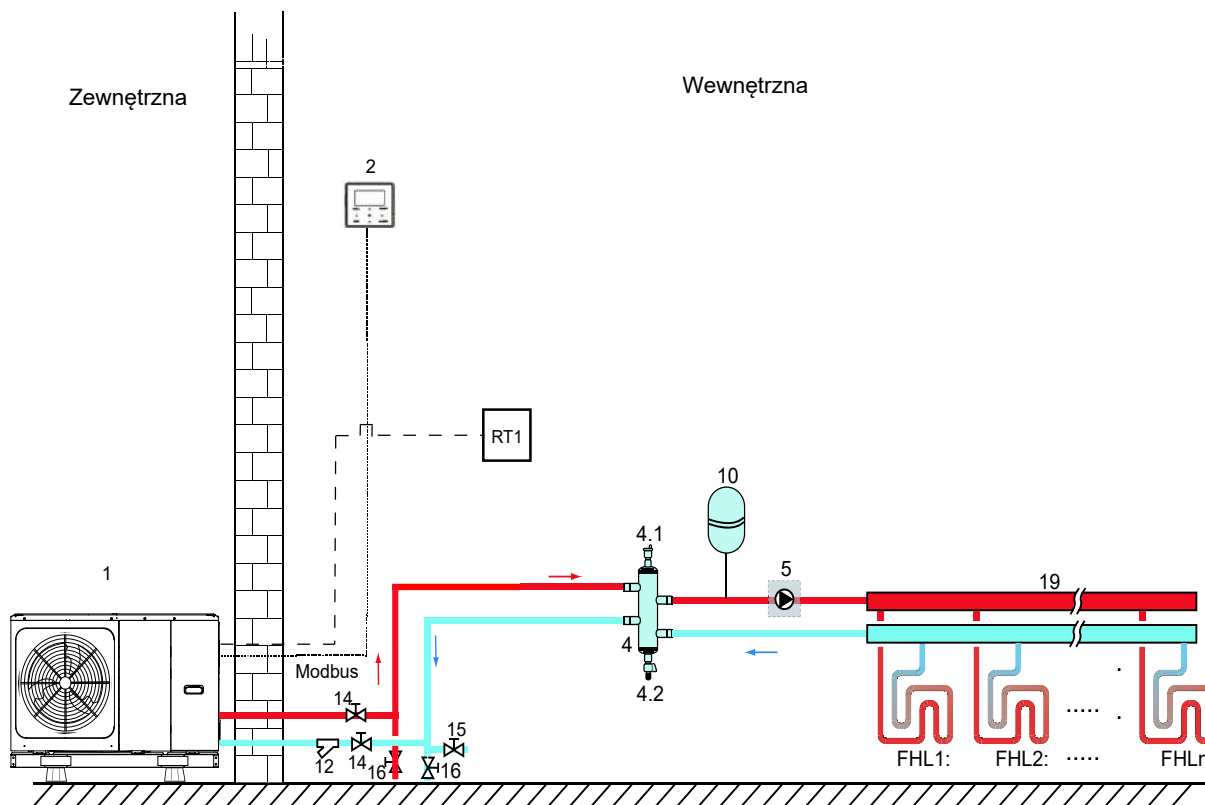 Zewnętrzna
Wewnętrzna
2
RT1
10
4.1
5
19
1
4
4.2
Modbus
14
15
12
14
16
16
FHL1:
FHL2:
.....
.....
FHLn